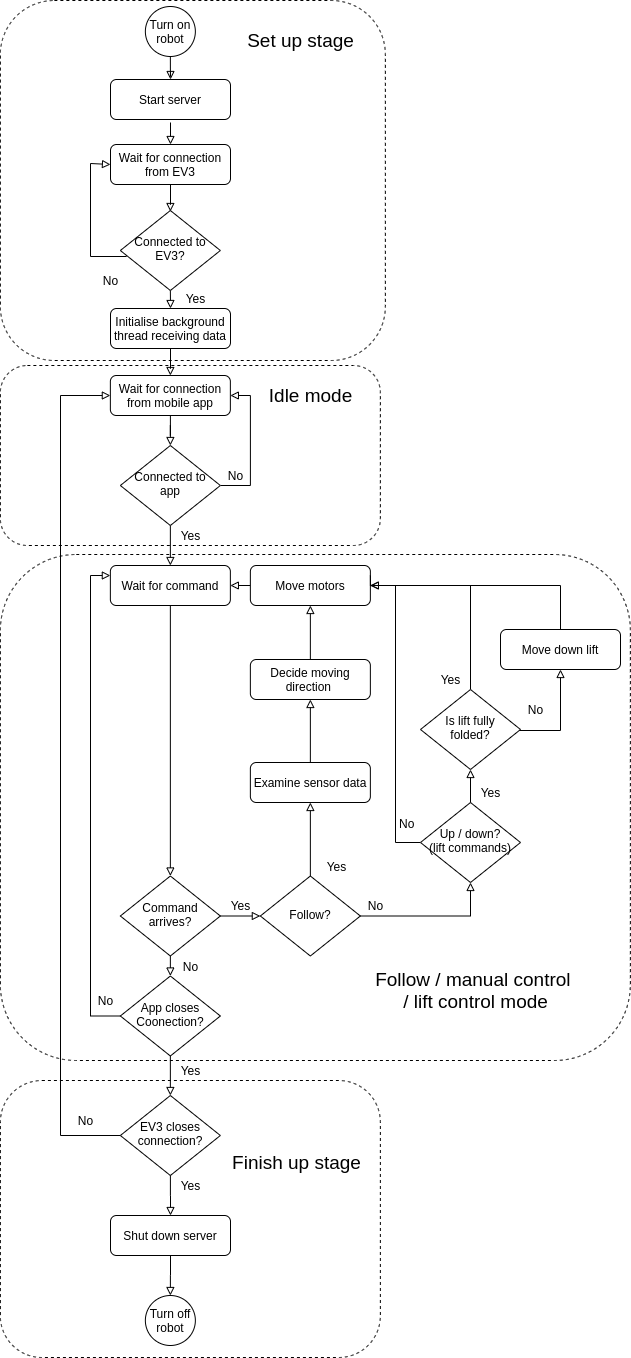 Turn on
robot
Set up stage
Start server
Wait for connection
from EV3
Connected to
EV3?
No
Yes
Initialise background
thread receiving data
Wait for connection
from mobile app
Idle mode
Connected to
app
No
Yes
Wait for command
Move motors
Move down lift
Decide moving
direction
Yes
Is lift fully
folded?
No
Examine sensor data
Yes
No
Up / down?
(lift commands)
Yes
Command
arrives?
Yes
Follow?
No
No
Follow / manual control
/ lift control mode
No
App closes
Coonection?
Yes
No
EV3 closes
connection?
Finish up stage
Yes
Shut down server
Turn off
robot